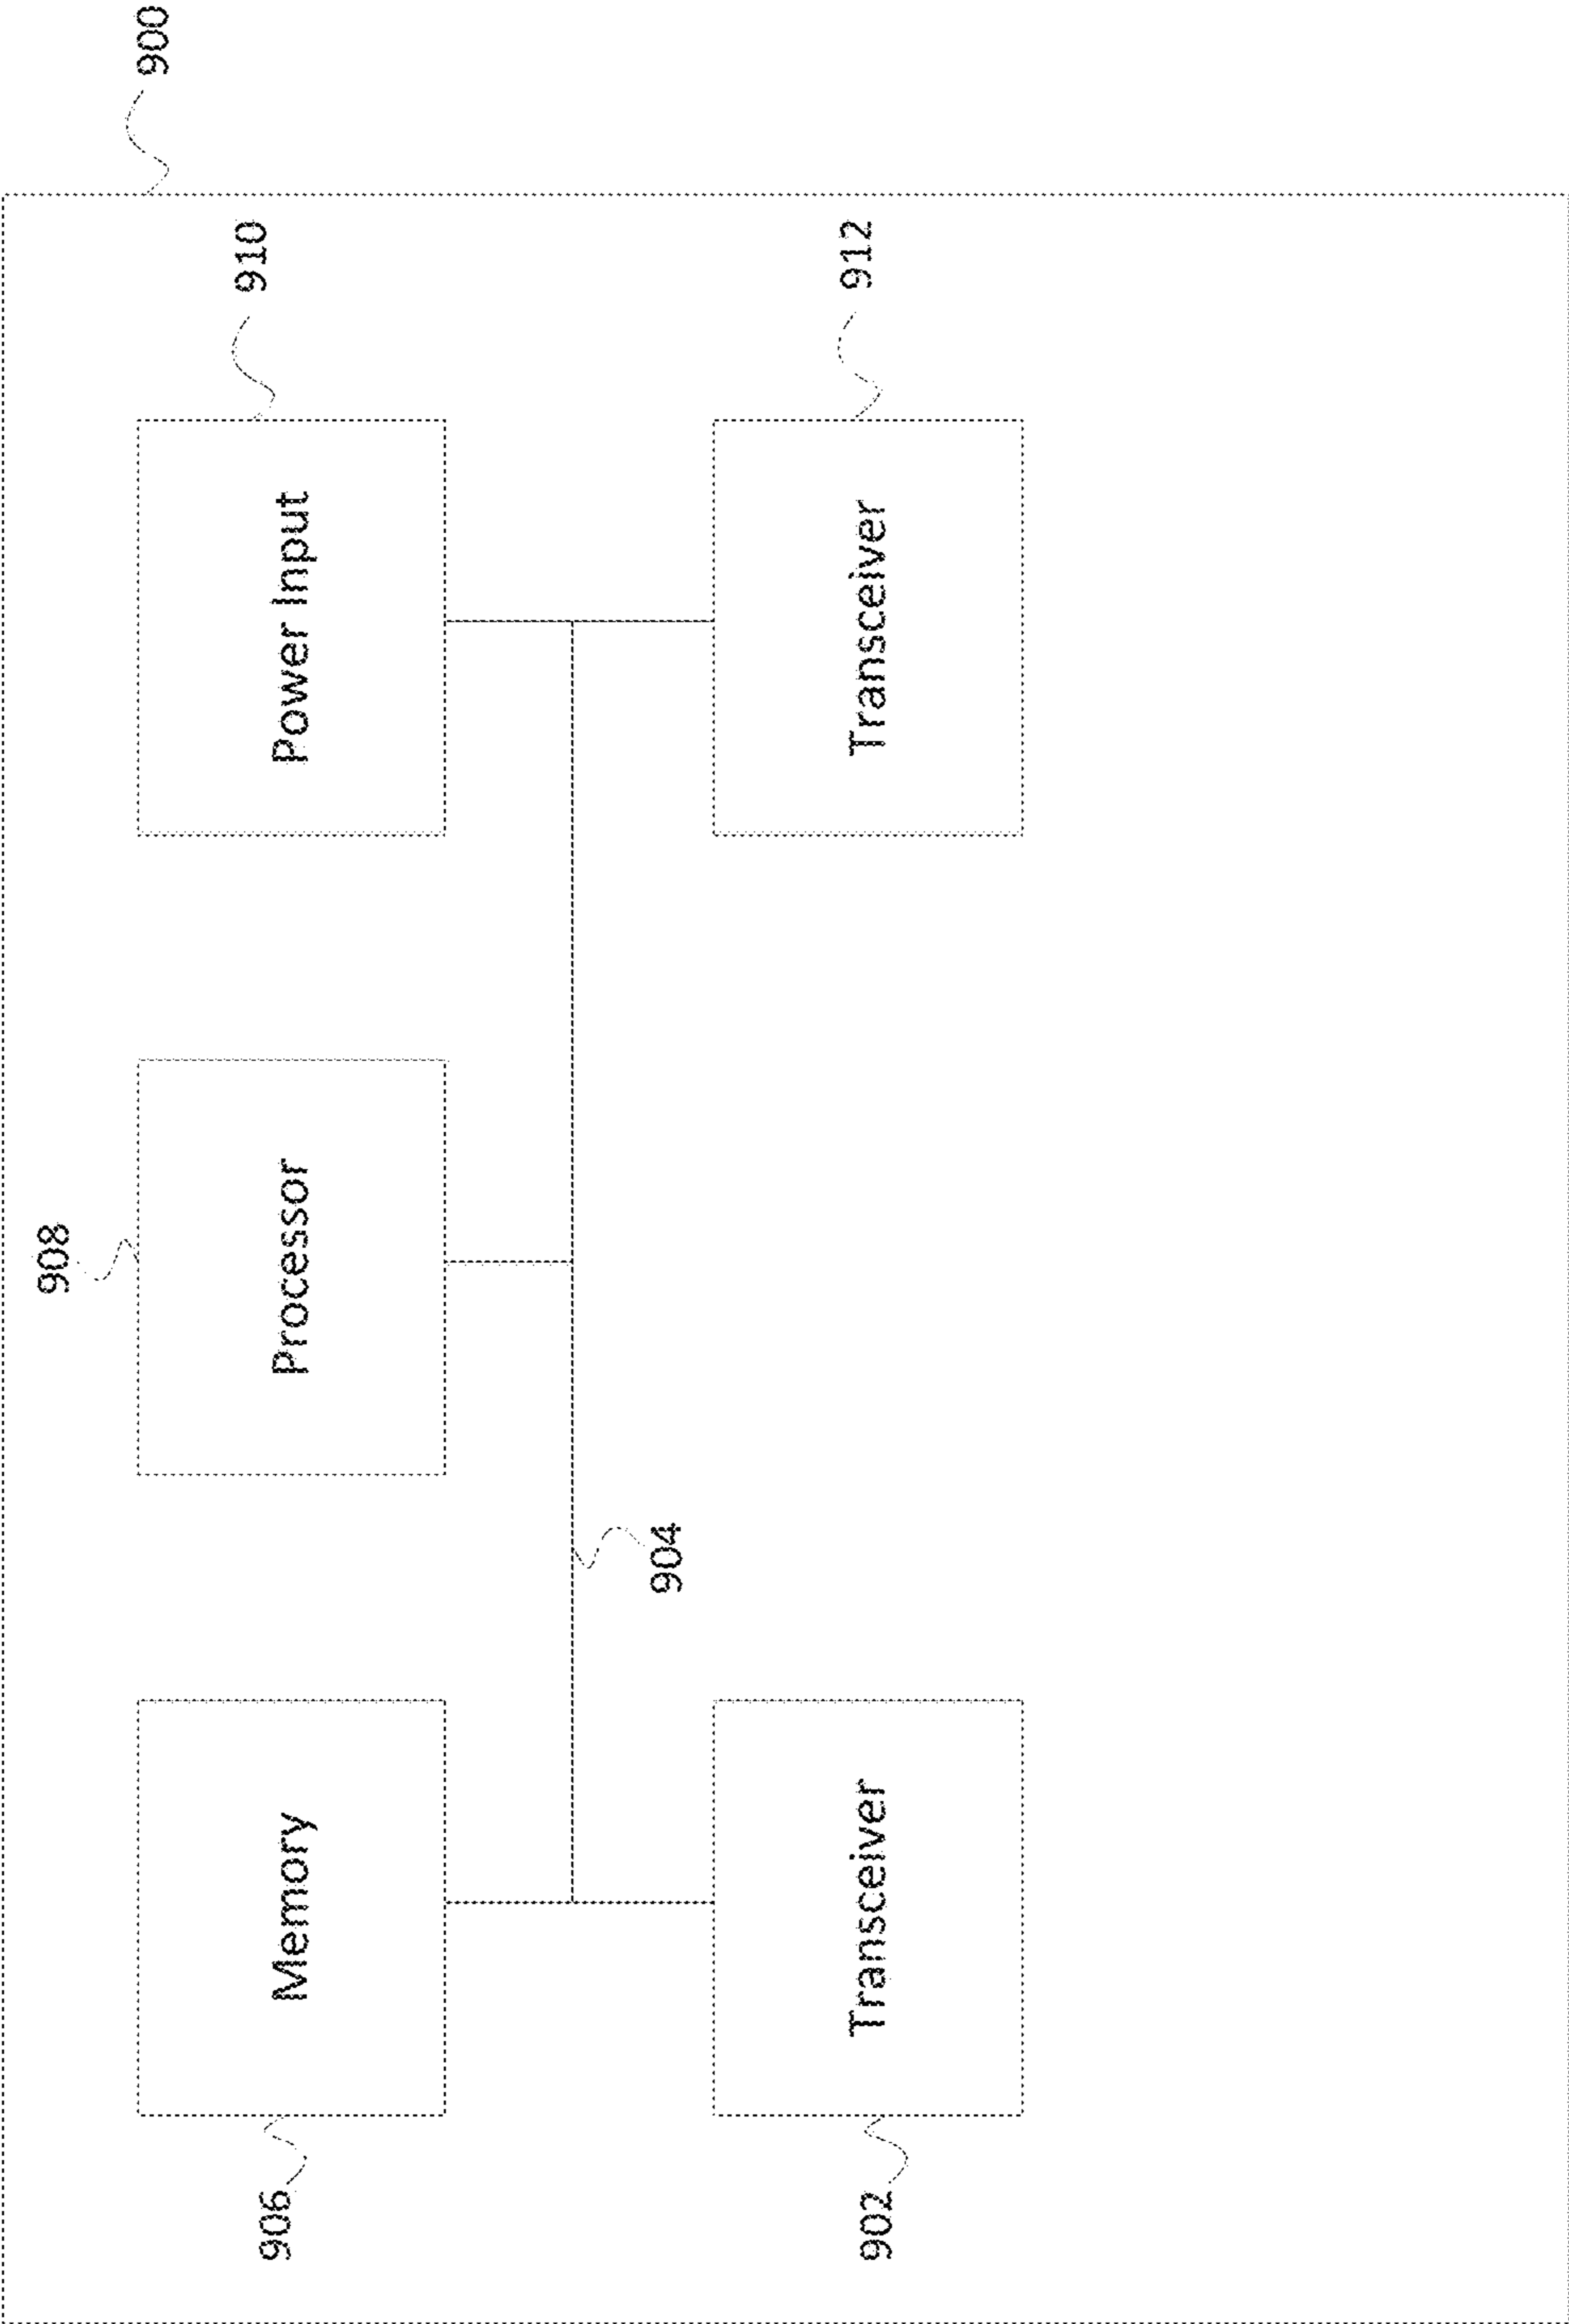 900
908
910
Memory
Processor
Power Input
906
904
912
Transceiver
Transceiver
902